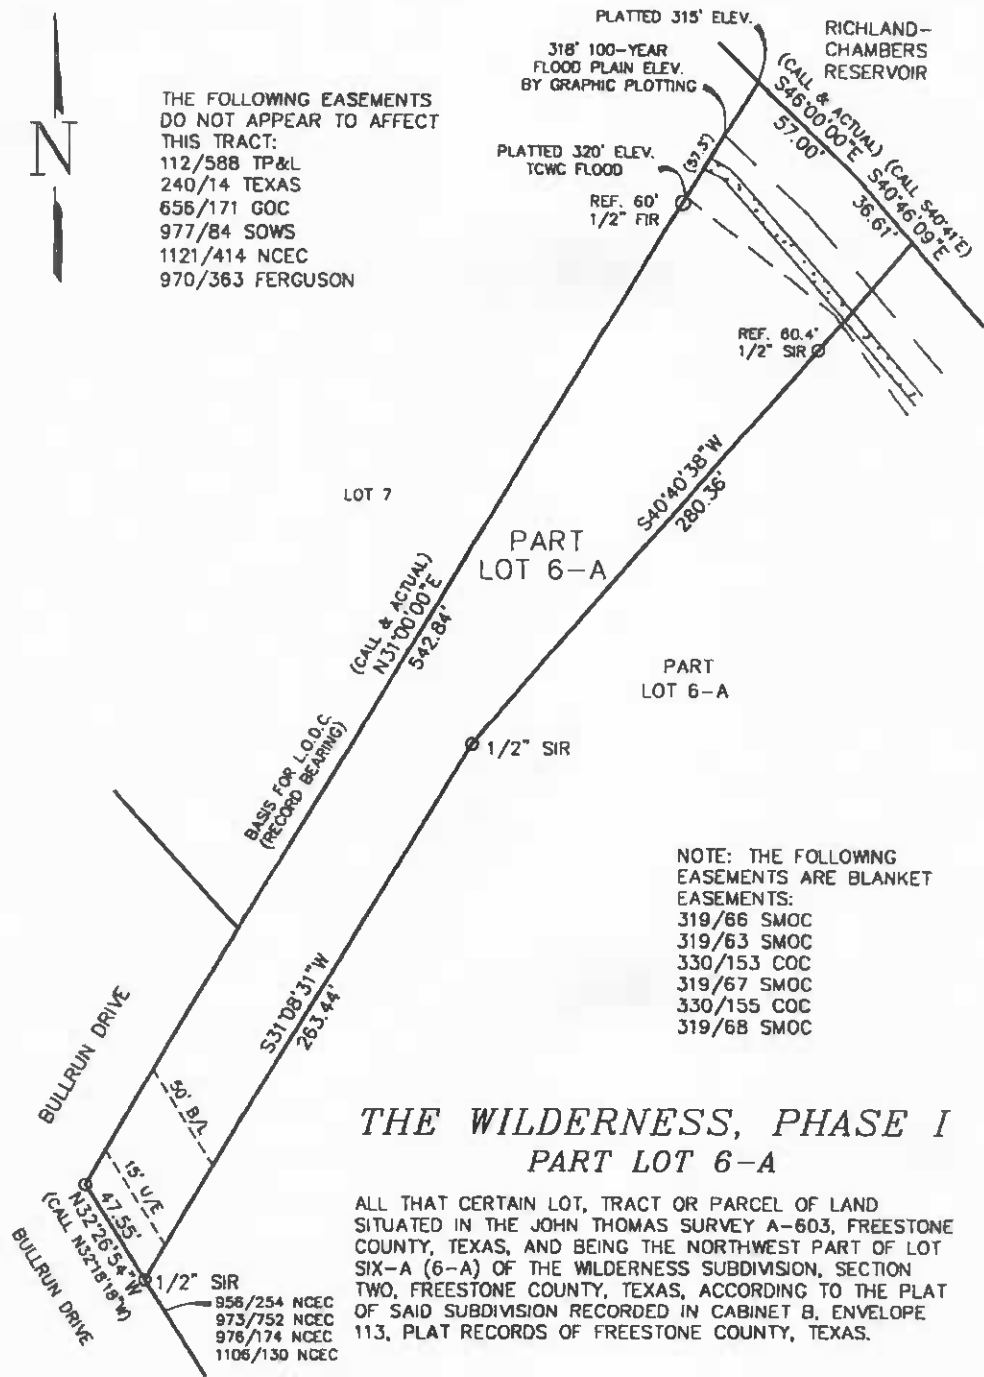 PLATTED 315' ELEV.
RICHLAND-
CHAMBERS
RESERVOIR
318' 100-YEAR
FLOOD PLAIN ELEV.
BY GRAPHIC PLOTTING
(CALL & ACTUAL)
S46°00'00"E
57.00'
(CALL S40°41'E)
S40°46'09"E
36.61'
N
THE FOLLOWING EASEMENTS
DO NOT APPEAR TO AFFECT
THIS TRACT:
112/588 TP&L
240/14 TEXAS
656/171 GOC
977/84 SOWS
1121/414 NCEC
970/363 FERGUSON
PLATTED 320' ELEV.
TCWC FLOOD
(57.5')
REF. 60'
1/2" FIR
REF. 60.4'
1/2" SIR
LOT 7
S40°40'38"W
280.36'
PART
LOT 6-A
(CALL & ACTUAL)
N31°00'00"E
542.84'
PART
LOT 6-A
1/2" SIR
BASIS FOR L.O.D.C.
(RECORD BEARING)
NOTE: THE FOLLOWING
EASEMENTS ARE BLANKET
EASEMENTS:
319/66 SMOC
319/63 SMOC
330/153 COC
319/67 SMOC
330/155 COC
319/68 SMOC
S31°08'31"W
263.44'
BULLRUN DRIVE
50' B/L
15' U/E
47.55'
N32°26'54"W
(CALL N32°18'18"W)
BULLRUN DRIVE
1/2" SIR
956/254 NCEC
973/752 NCEC
976/174 NCEC
1106/130 NCEC
THE WILDERNESS, PHASE I
PART LOT 6-A
ALL THAT CERTAIN LOT, TRACT OR PARCEL OF LAND
SITUATED IN THE JOHN THOMAS SURVEY A-603, FREESTONE
COUNTY, TEXAS, AND BEING THE NORTHWEST PART OF LOT
SIX-A (6-A) OF THE WILDERNESS SUBDIVISION, SECTION
TWO, FREESTONE COUNTY, TEXAS, ACCORDING TO THE PLAT
OF SAID SUBDIVISION RECORDED IN CABINET B, ENVELOPE
113, PLAT RECORDS OF FREESTONE COUNTY, TEXAS.